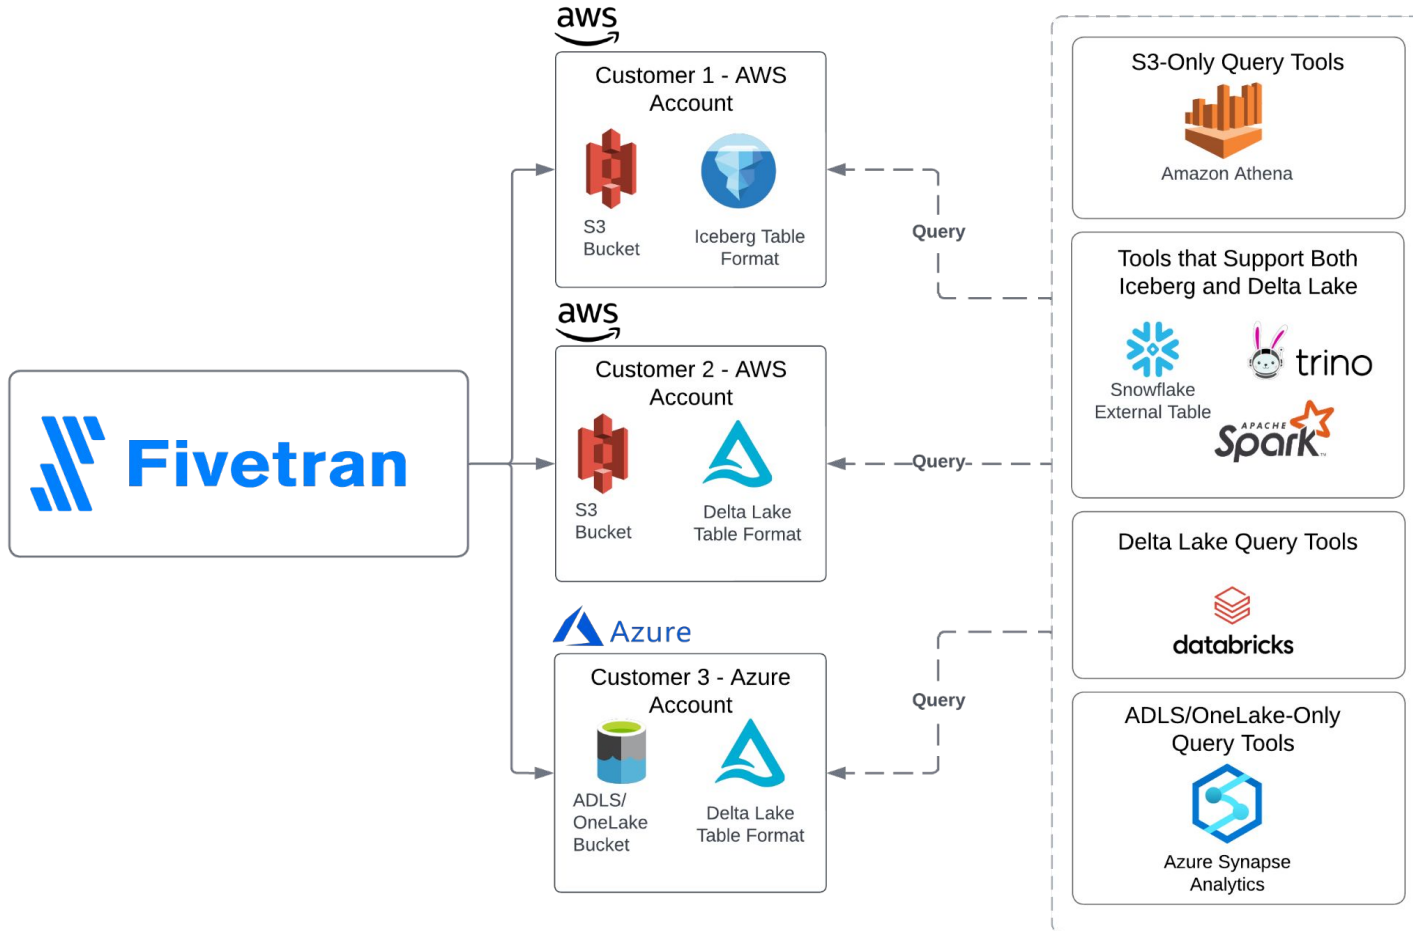 aws
Customer 1 - AWS
Account
S3
Bucket
Iceberg Table
Format
aws
Customer 2 - AWS
Account
S3
Bucket
Delta Lake
Table Format
Fivetran
Azure
Customer 3 - Azure
Account
ADLS/
OneLake
Bucket
Delta Lake
Table Format
Query
Query
Query
S3-Only Query Tools
Amazon Athena
Tools that Support Both
Iceberg and Delta Lake
Snowflake
External Table
trino
APACHE
Spark
TM
Delta Lake Query Tools
databricks
ADLS/OneLake-Only
Query Tools
Azure Synapse
Analytics